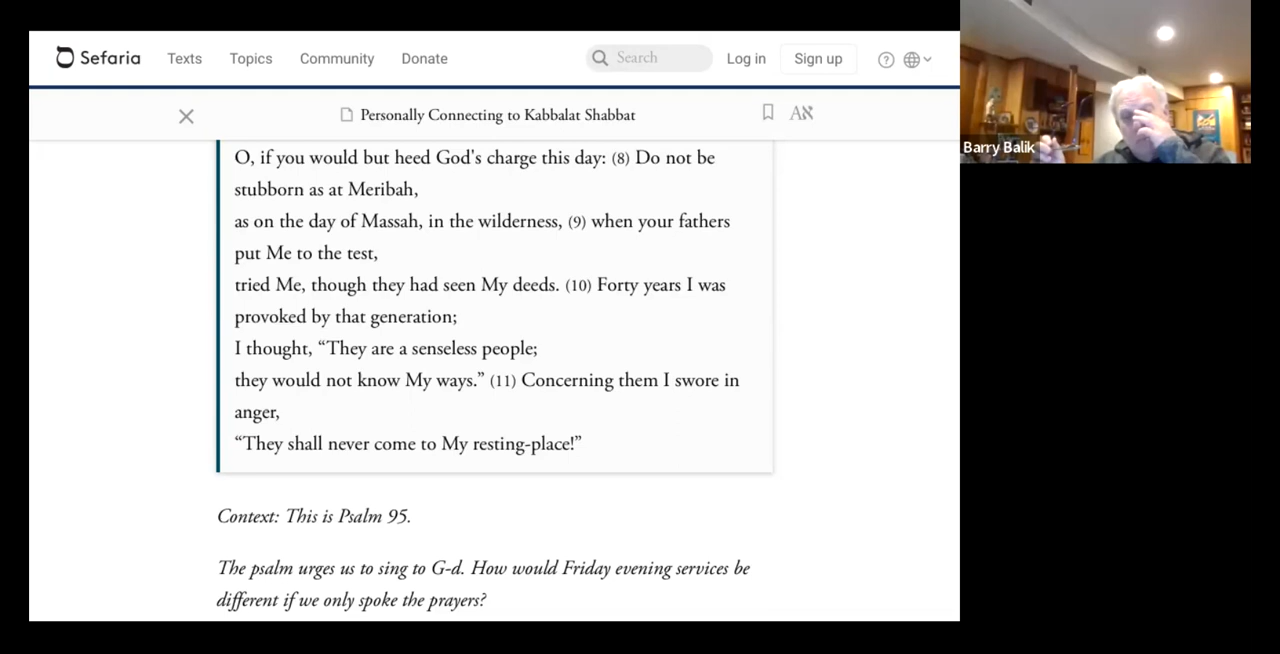 Sefaria Texts Topics Community Donate Search Log in Sign up
Personally Connecting to Kabbalat Shabbat Aא
O, if you would but heed God's charge this day: (8) Do not be
stubborn as at Meribah,
as on the day of Massah, in the wilderness, (9) when your fathers
put Me to the test,
tried Me, though they had seen My deeds. (10) Forty years I was
provoked by that generation;
I thought, “They are a senseless people;
they would not know My ways.” (11) Concerning them I swore in
anger,
“They shall never come to My resting-place!”
Context: This is Psalm 95.
The psalm urges us to sing to G-d. How would Friday evening services be
different if we only spoke the prayers?
Barry Balik